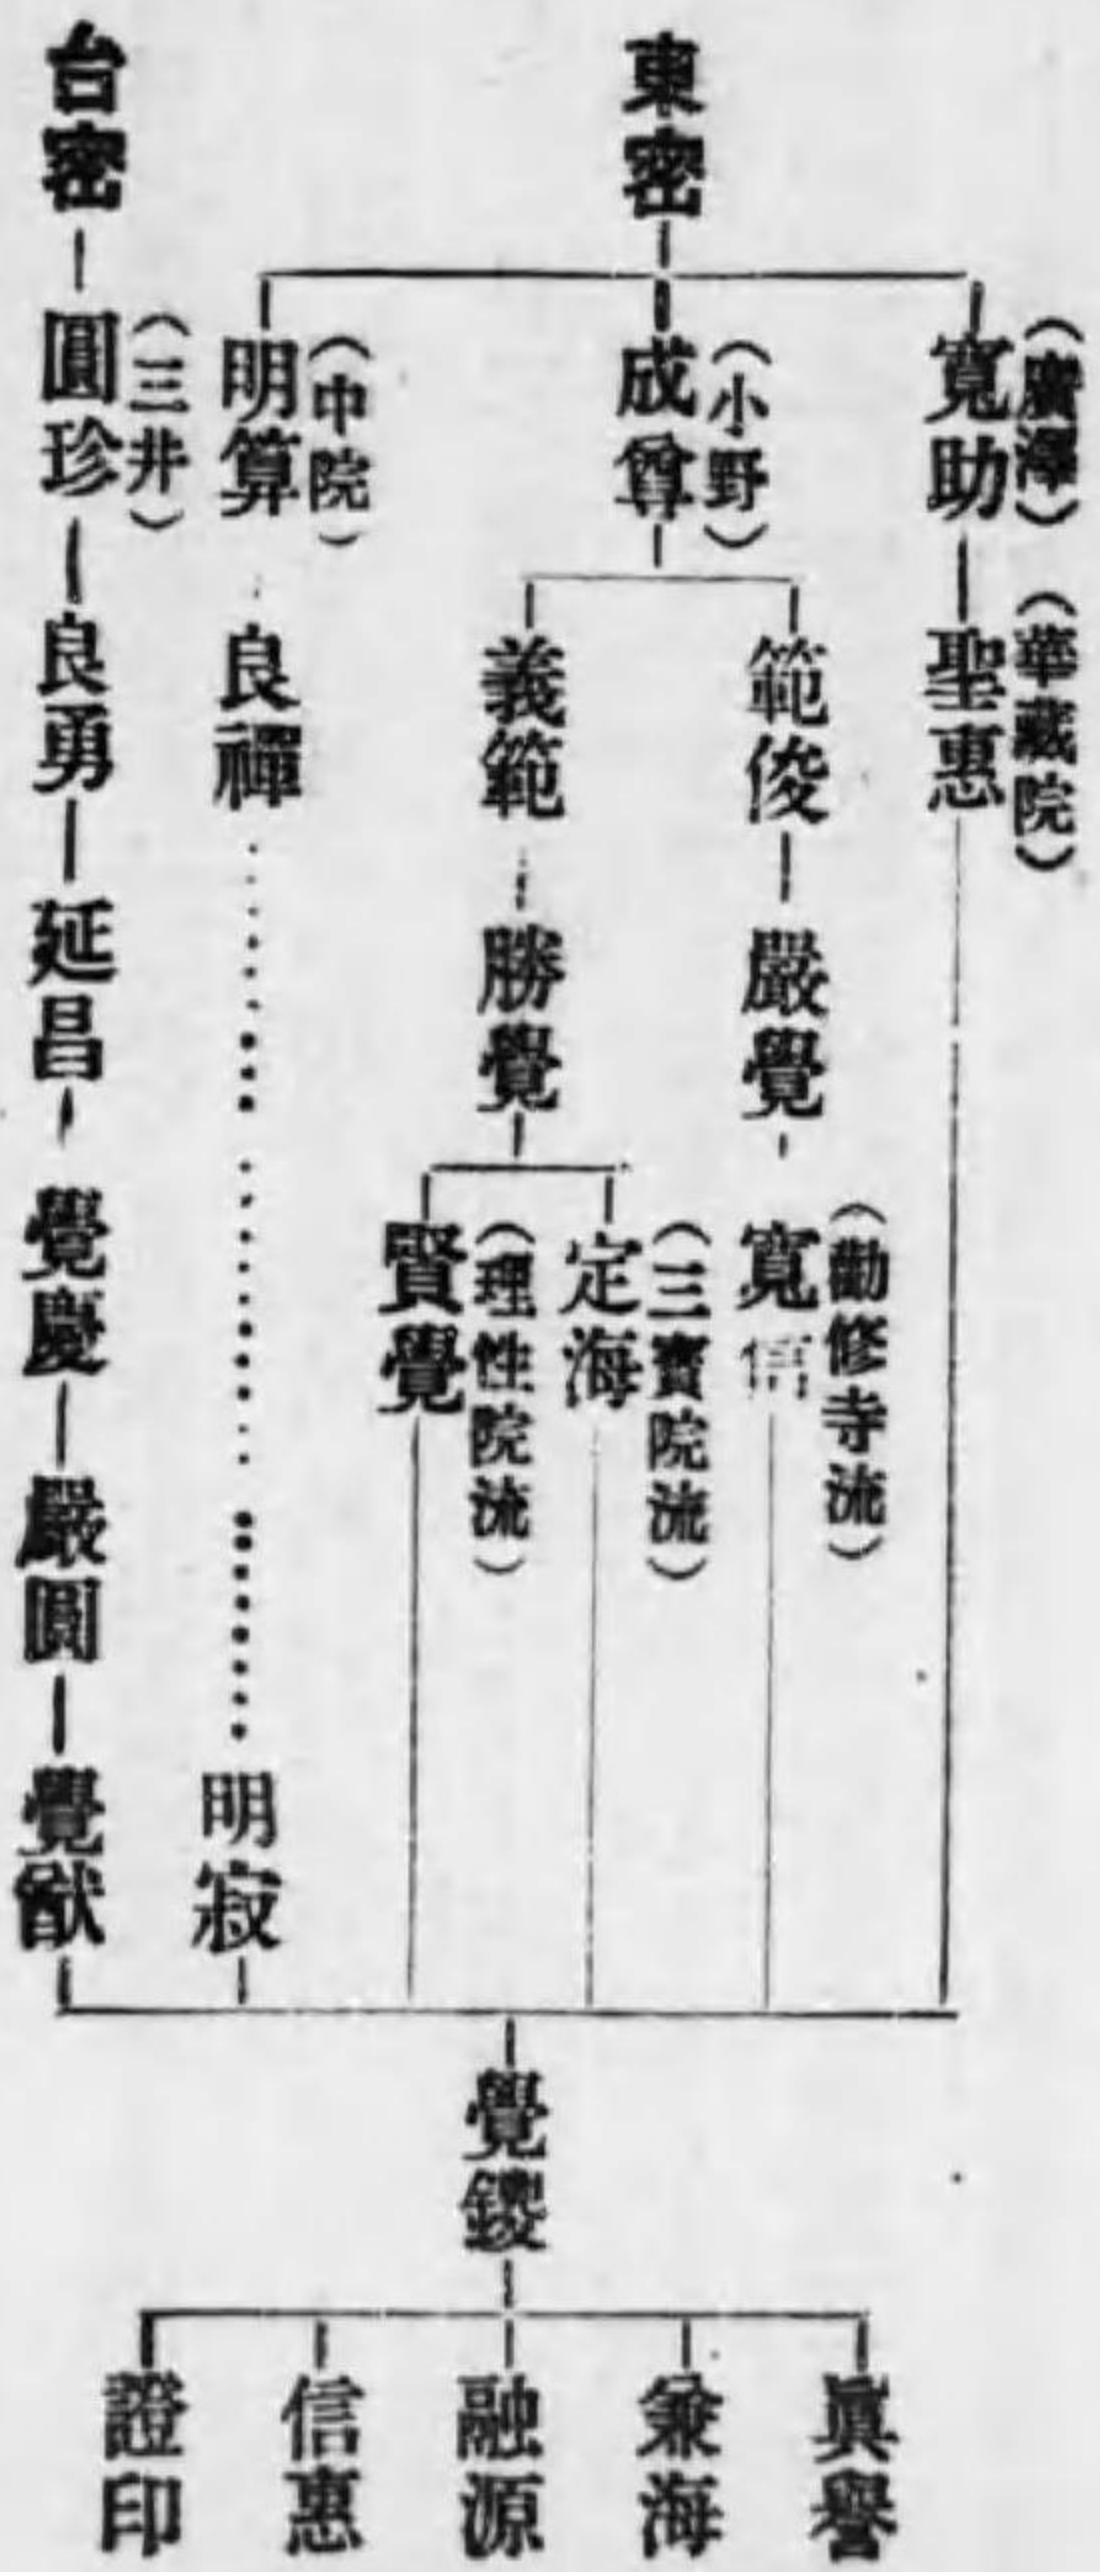 東密
寬助
（廣澤）
聖惠
（華藏院）
成尊
（小野）
範俊
嚴覺
寬信
（勸修寺流）
義範
勝覺
定海
（三寶院流）
賢覺
（理性院流）
明算
（中院）
良禪
明寂
台密
圓珍
（三井）
良勇
延昌
覺慶
嚴圓
覺猷
覺鑁
眞譽
兼海
融源
信惠
證印